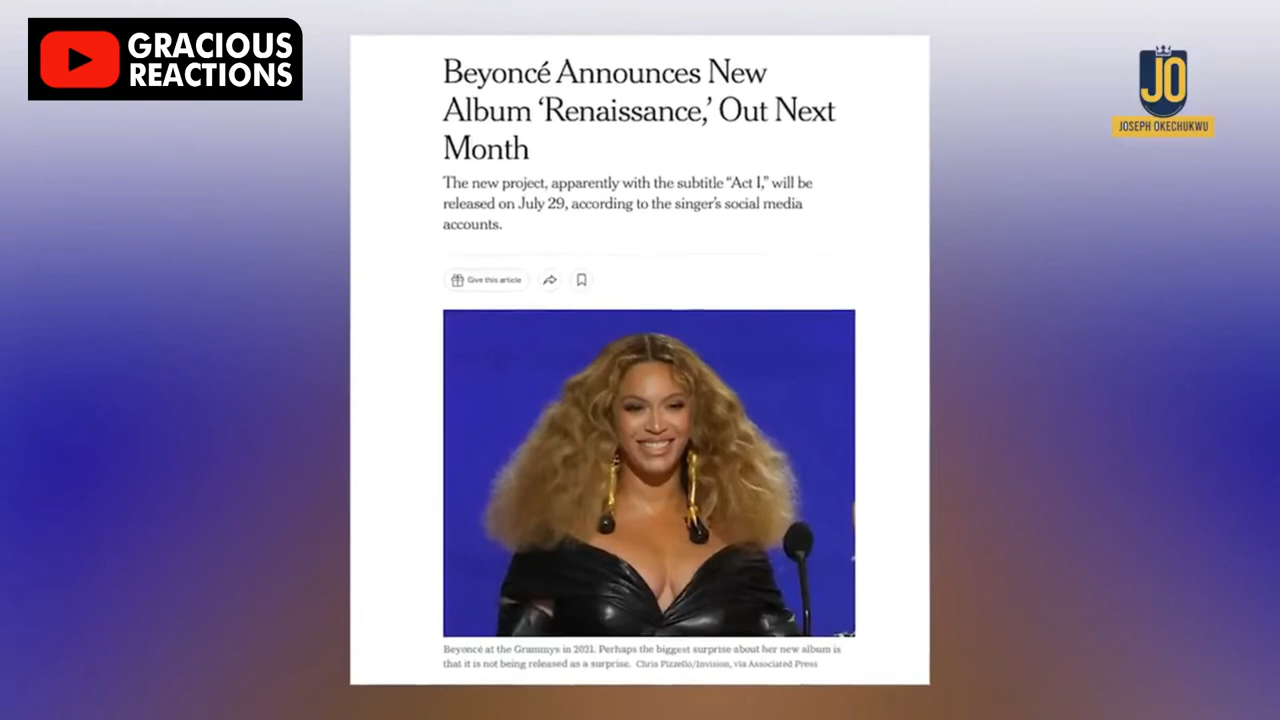 GRACIOUS
REACTIONS
JO
JOSEPH OKECHUKWU
Beyoncé Announces New
Album ‘Renaissance,’ Out Next
Month
The new project, apparently with the subtitle “Act I,” will be
released on July 29, according to the singer’s social media
accounts.
Give this article
Beyoncé at the Grammys in 2021. Perhaps the biggest surprise about her new album is
that it is not being released as a surprise. Chris Pizzello/Invision, via Associated Press